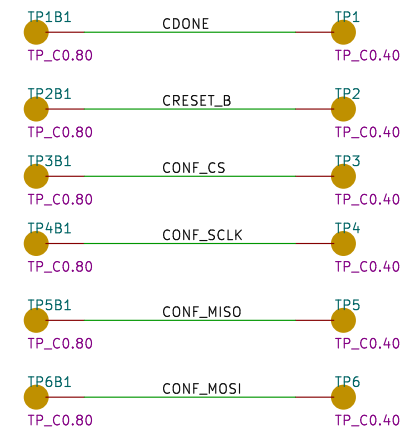 TP1B1 CDONE TP1
TP_C0.80 TP_C0.40
TP2B1 CRESET_B TP2
TP_C0.80 TP_C0.40
TP3B1 CONF_CS TP3
TP_C0.80 TP_C0.40
TP4B1 CONF_SCLK TP4
TP_C0.80 TP_C0.40
TP5B1 CONF_MISO TP5
TP_C0.80 TP_C0.40
TP6B1 CONF_MOSI TP6
TP_C0.80 TP_C0.40